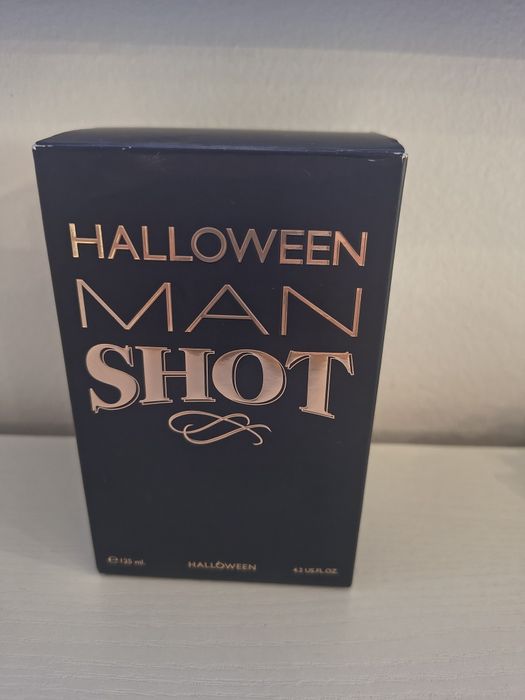 HALLOWEEN
MAN
SHOT
℮ 125 ml. HALLOWEEN 4.2 US.FL.OZ.